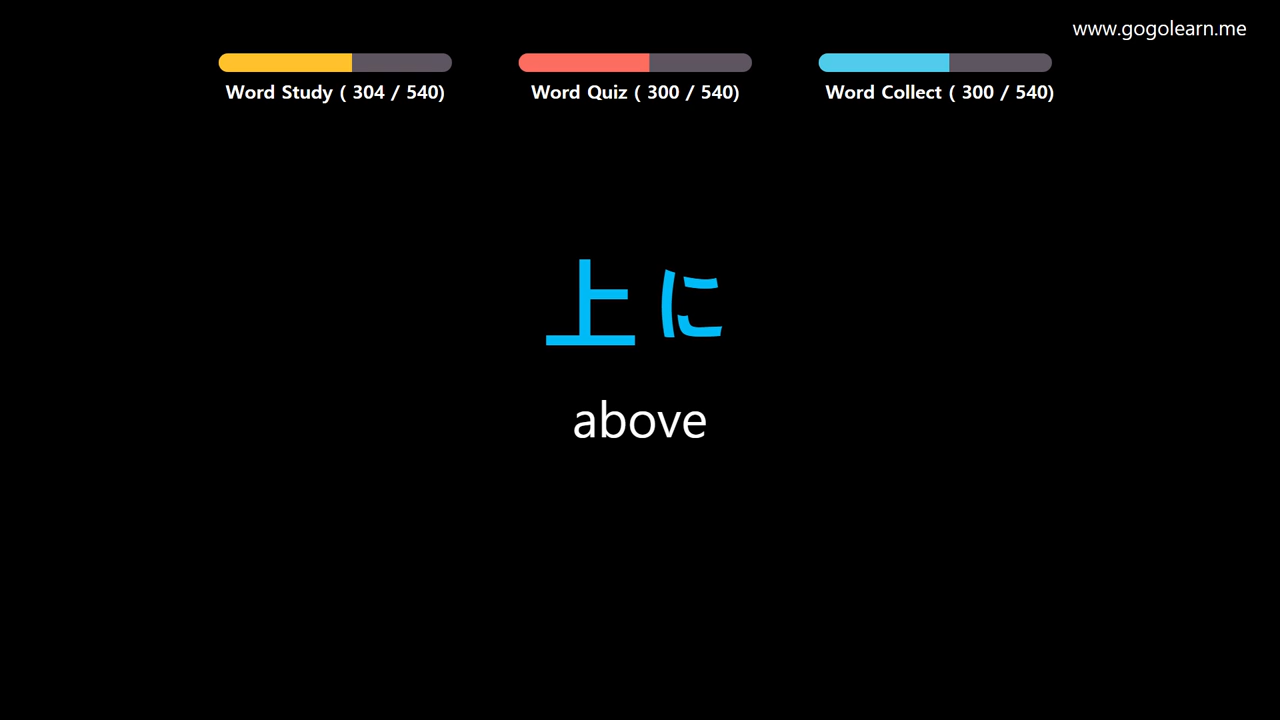 www.gogolearn.me
Word Study ( 304 / 540)
Word Quiz ( 300 / 540)
Word Collect ( 300 / 540)
上に
above